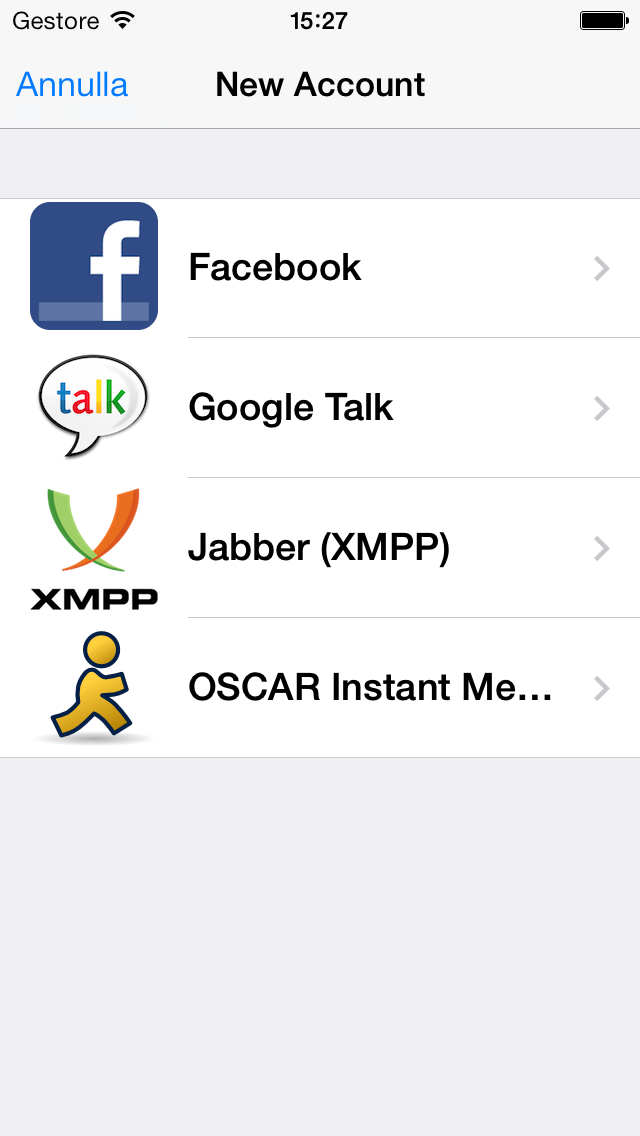 Gestore 15:27
Annulla New Account
f
Facebook
talk
Google Talk
XMPP
Jabber (XMPP)
OSCAR Instant Me...